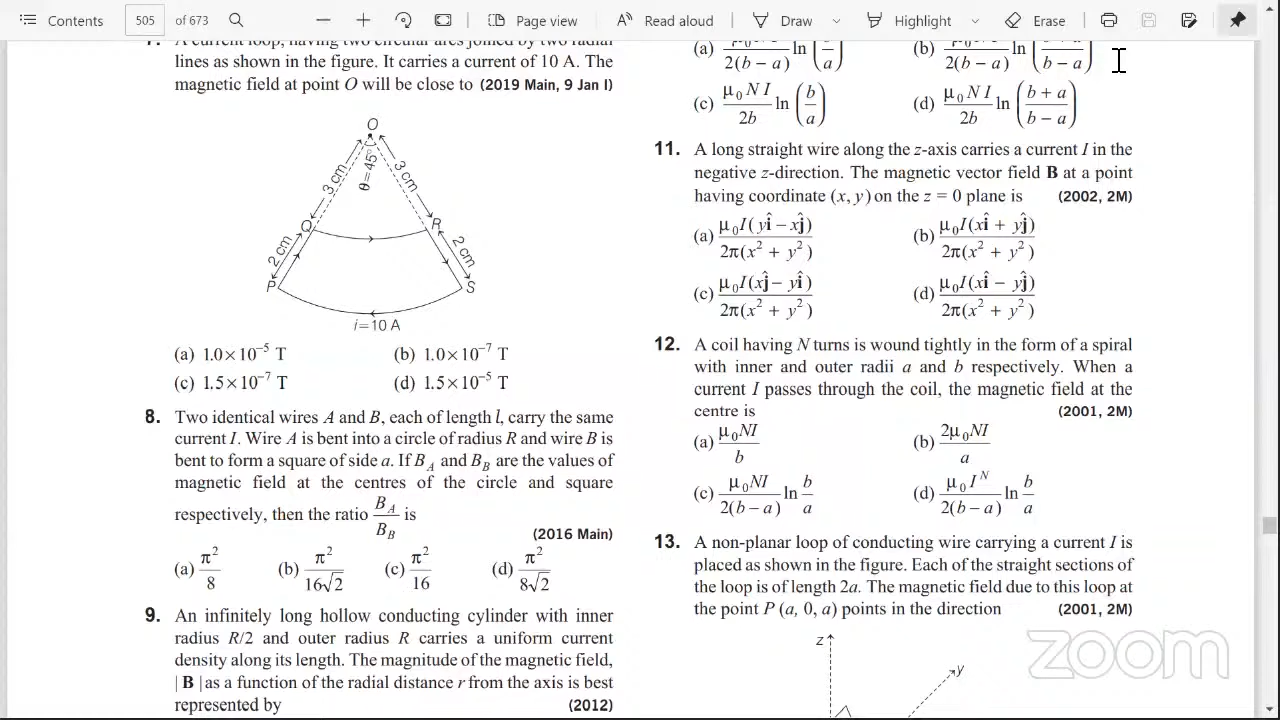 Contents
505 of 673
Page view
Read aloud
Draw
Highlight
Erase
7. A current loop, having two circular arcs joined by two radial
lines as shown in the figure. It carries a current of 10 A. The
magnetic field at point O will be close to (2019 Main, 9 Jan I)
O
θ = 45°
3 cm
3 cm
Q
R
2 cm
2 cm
P
S
i=10 A
(a) 1.0×10⁻⁵ T (b) 1.0×10⁻⁷ T
(c) 1.5×10⁻⁷ T (d) 1.5×10⁻⁵ T
8. Two identical wires A and B, each of length l, carry the same
current I. Wire A is bent into a circle of radius R and wire B is
bent to form a square of side a. If B_A and B_B are the values of
magnetic field at the centres of the circle and square
respectively, then the ratio B_A/B_B is
(2016 Main)
(a) π²/8 (b) π²/16√2 (c) π²/16 (d) π²/8√2
9. An infinitely long hollow conducting cylinder with inner
radius R/2 and outer radius R carries a uniform current
density along its length. The magnitude of the magnetic field,
|B| as a function of the radial distance r from the axis is best
represented by (2012)
(a) 2(b − a) ln (b/a) (b) 2(b − a) ln b − a
(c) μ₀NI/2b ln (b/a) (d) μ₀NI/2b ln (b + a/b − a)
11. A long straight wire along the z-axis carries a current I in the
negative z-direction. The magnetic vector field B at a point
having coordinate (x, y) on the z = 0 plane is (2002, 2M)
(a) μ₀I(yî − xĵ)/2π(x² + y²) (b) μ₀I(xî + yĵ)/2π(x² + y²)
(c) μ₀I(xĵ − yî)/2π(x² + y²) (d) μ₀I(xî − yĵ)/2π(x² + y²)
12. A coil having N turns is wound tightly in the form of a spiral
with inner and outer radii a and b respectively. When a
current I passes through the coil, the magnetic field at the
centre is (2001, 2M)
(a) μ₀NI/b (b) 2μ₀NI/a
(c) μ₀NI/2(b − a) ln b/a (d) μ₀I^N/2(b − a) ln b/a
13. A non-planar loop of conducting wire carrying a current I is
placed as shown in the figure. Each of the straight sections of
the loop is of length 2a. The magnetic field due to this loop at
the point P (a, 0, a) points in the direction (2001, 2M)
z
y
zoom